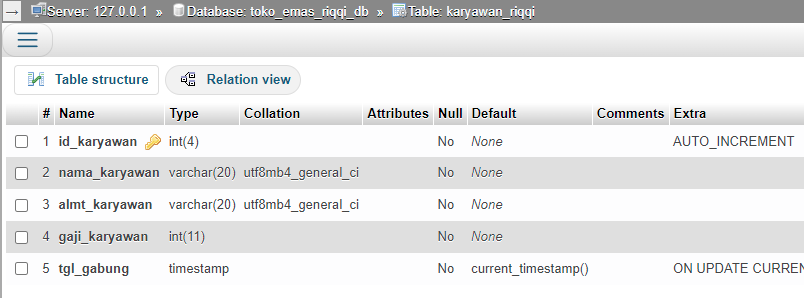 → Server: 127.0.0.1 » Database: toko_emas_riqqi_db » Table: karyawan_riqqi
Table structure Relation view
# Name Type Collation Attributes Null Default Comments Extra
1 id_karyawan int(4) No None AUTO_INCREMENT
2 nama_karyawan varchar(20) utf8mb4_general_ci No None
3 almt_karyawan varchar(20) utf8mb4_general_ci No None
4 gaji_karyawan int(11) No None
5 tgl_gabung timestamp No current_timestamp() ON UPDATE CURREN